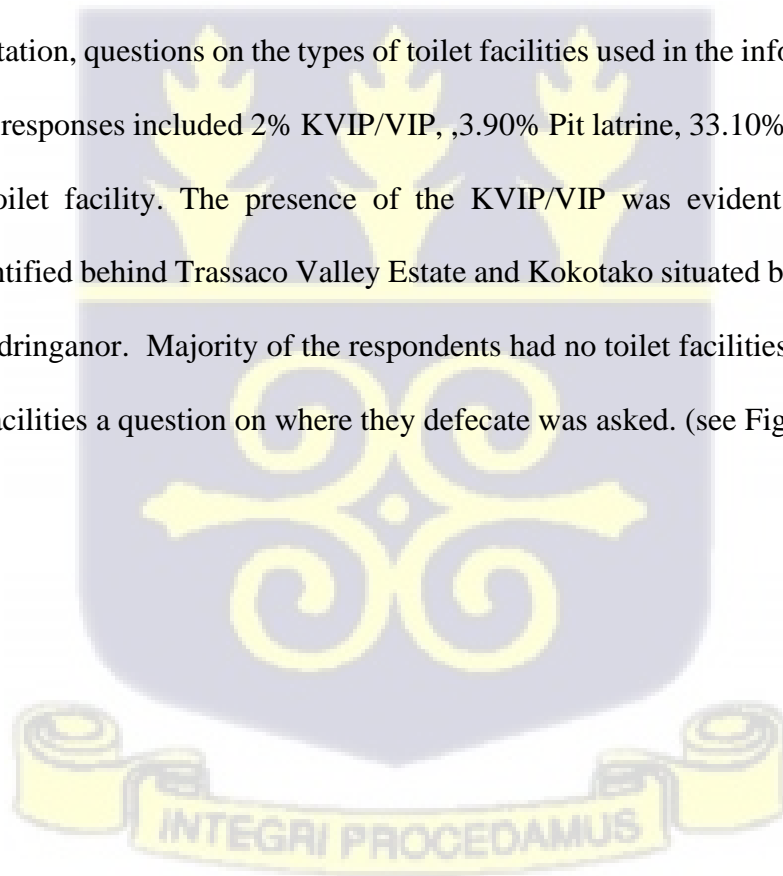 tation, questions on the types of toilet facilities used in the info
responses included 2% KVIP/VIP, ,3.90% Pit latrine, 33.10%
oilet facility. The presence of the KVIP/VIP was evident
ntified behind Trassaco Valley Estate and Kokotako situated b
dringanor. Majority of the respondents had no toilet facilities
acilities a question on where they defecate was asked. (see Fig
INTEGRI PROCEDAMUS